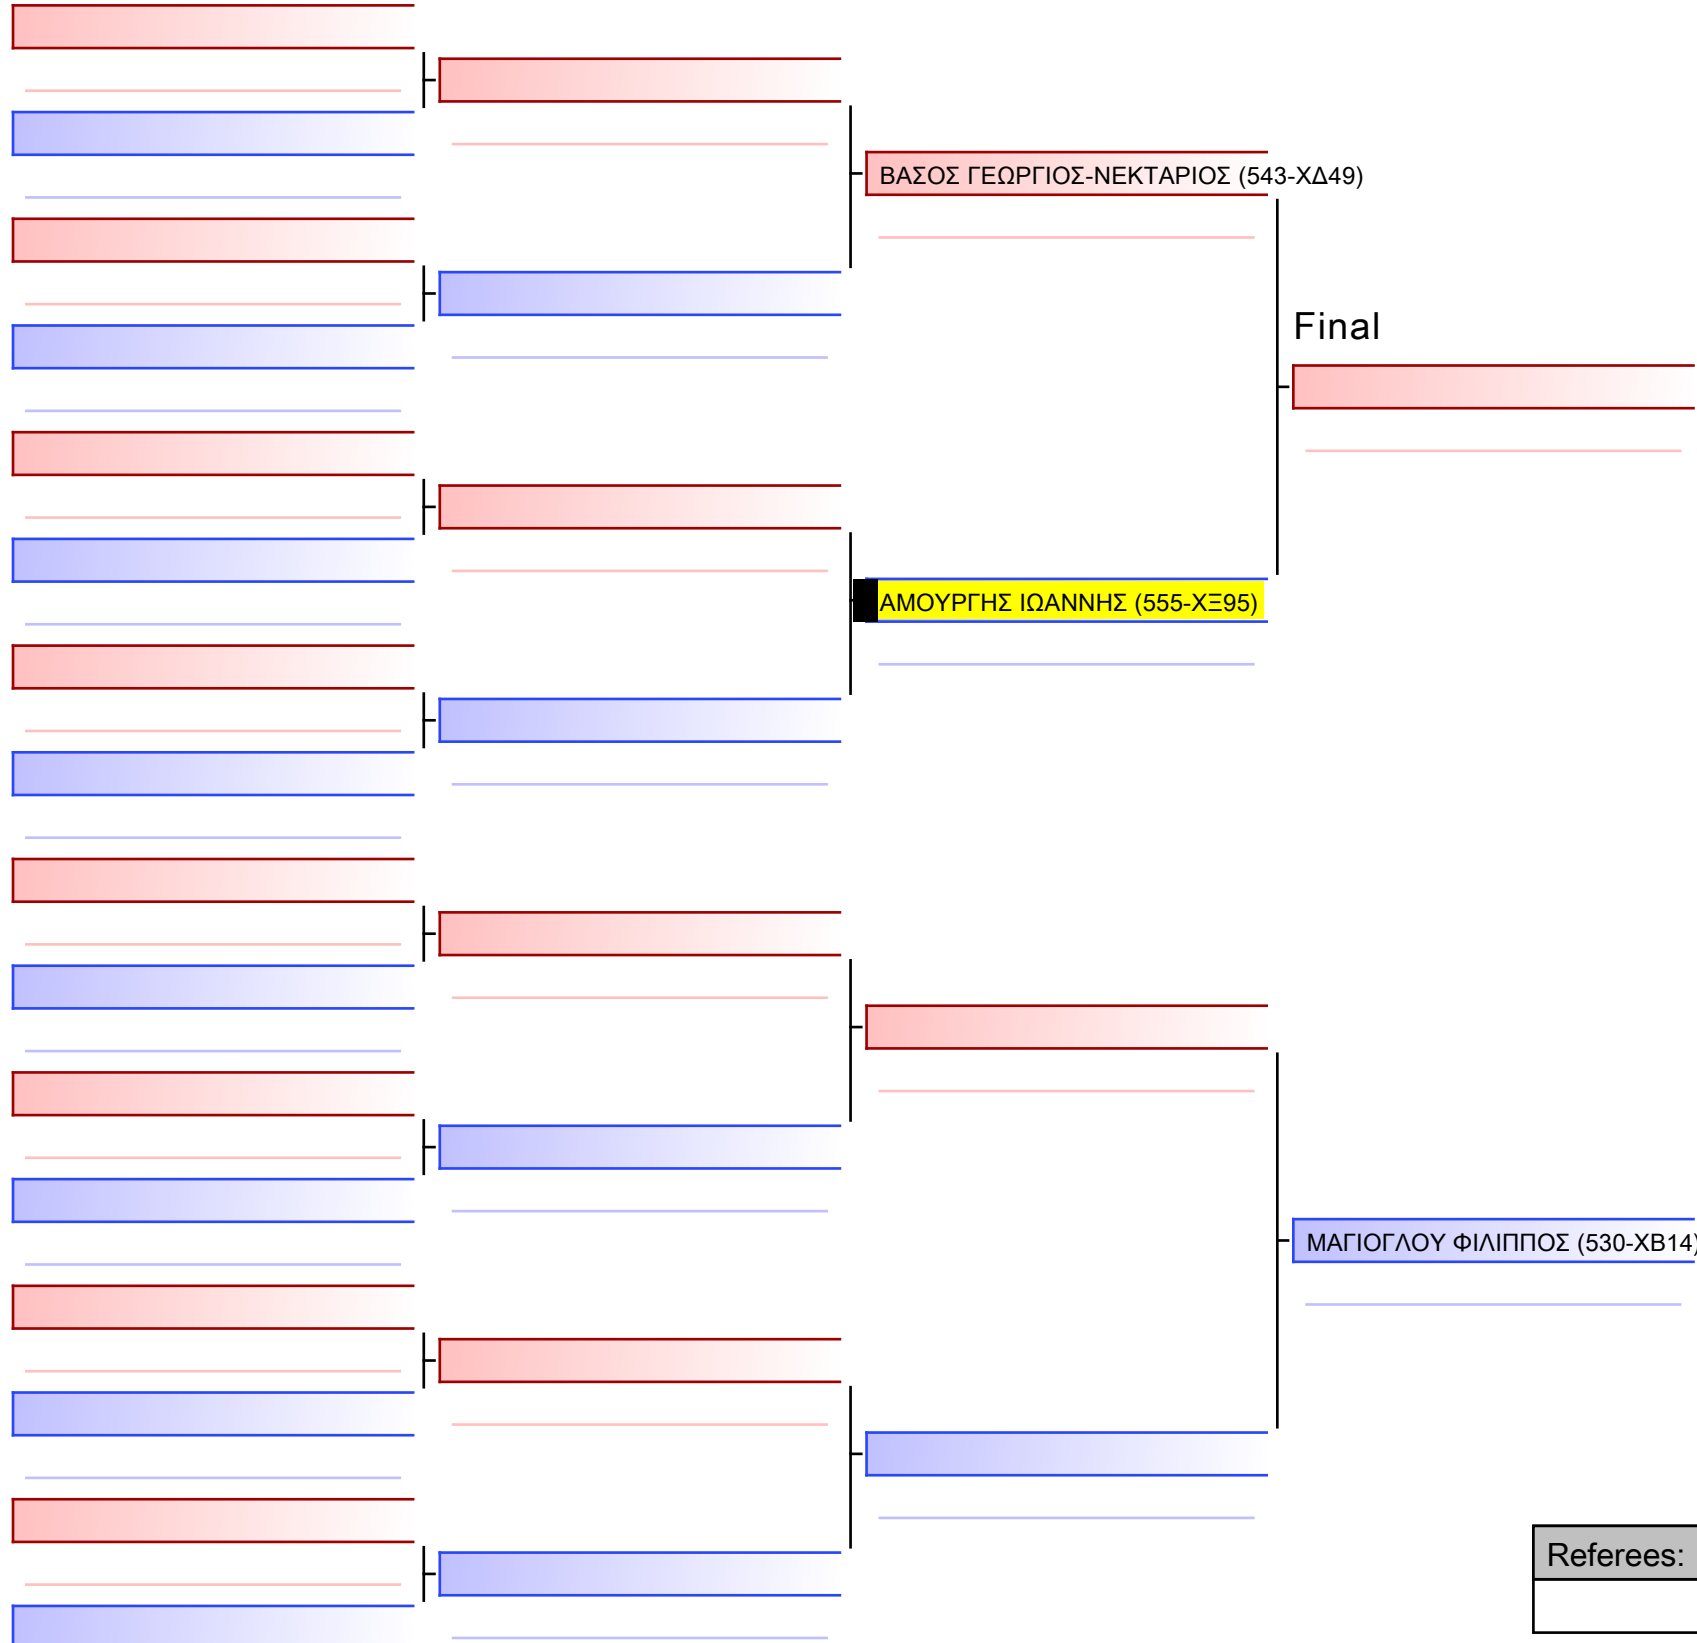 ΒΑΣΟΣ ΓΕΩΡΓΙΟΣ-ΝΕΚΤΑΡΙΟΣ (543-ΧΔ49)
Final
ΑΜΟΥΡΓΗΣ ΙΩΑΝΝΗΣ (555-ΧΞ95)
ΜΑΓΙΟΓΛΟΥ ΦΙΛΙΠΠΟΣ (530-ΧΒ14)
Referees: